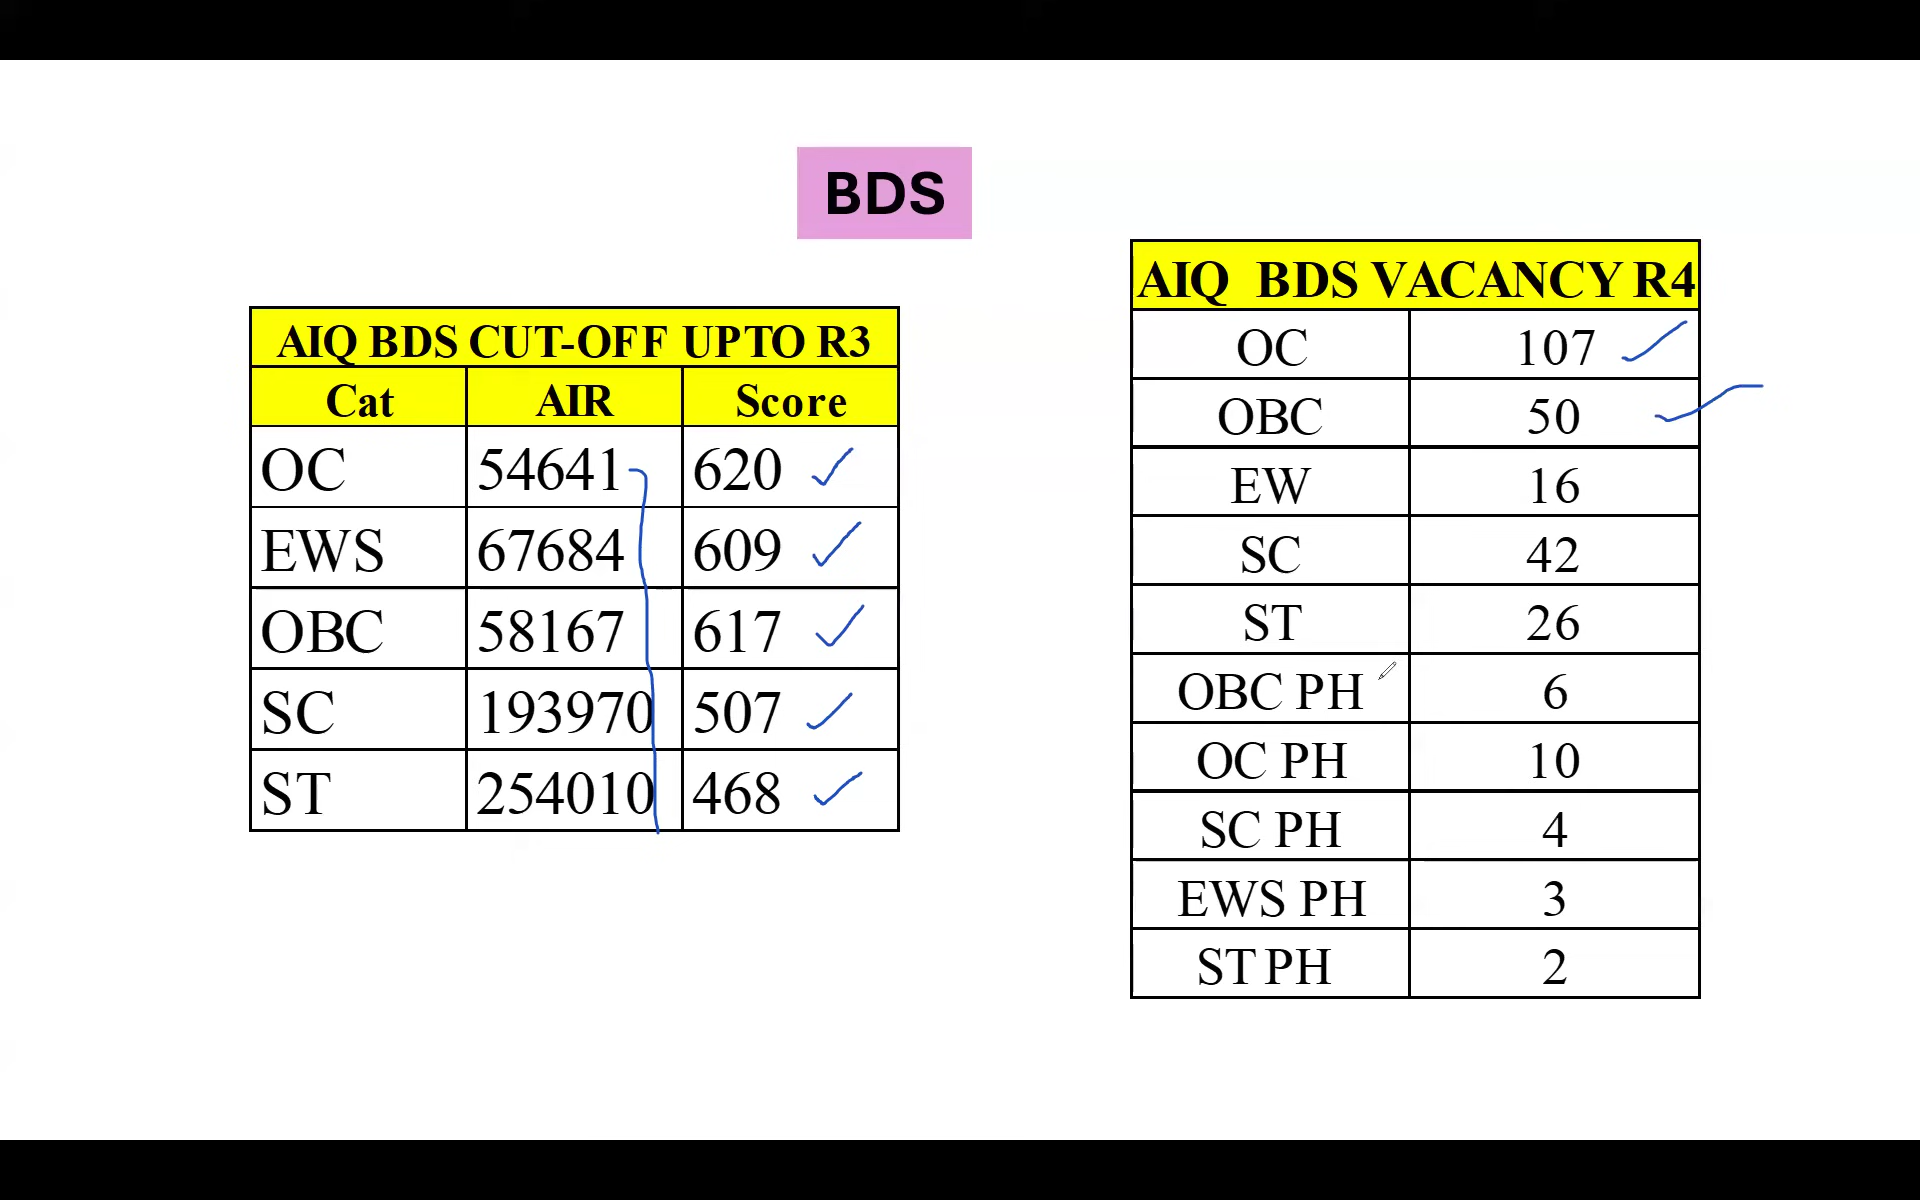 BDS
AIQ BDS CUT-OFF UPTO R3
Cat AIR Score
OC 54641 620
EWS 67684 609
OBC 58167 617
SC 193970 507
ST 254010 468
AIQ BDS VACANCY R4
OC 107
OBC 50
EW 16
SC 42
ST 26
OBC PH 6
OC PH 10
SC PH 4
EWS PH 3
ST PH 2